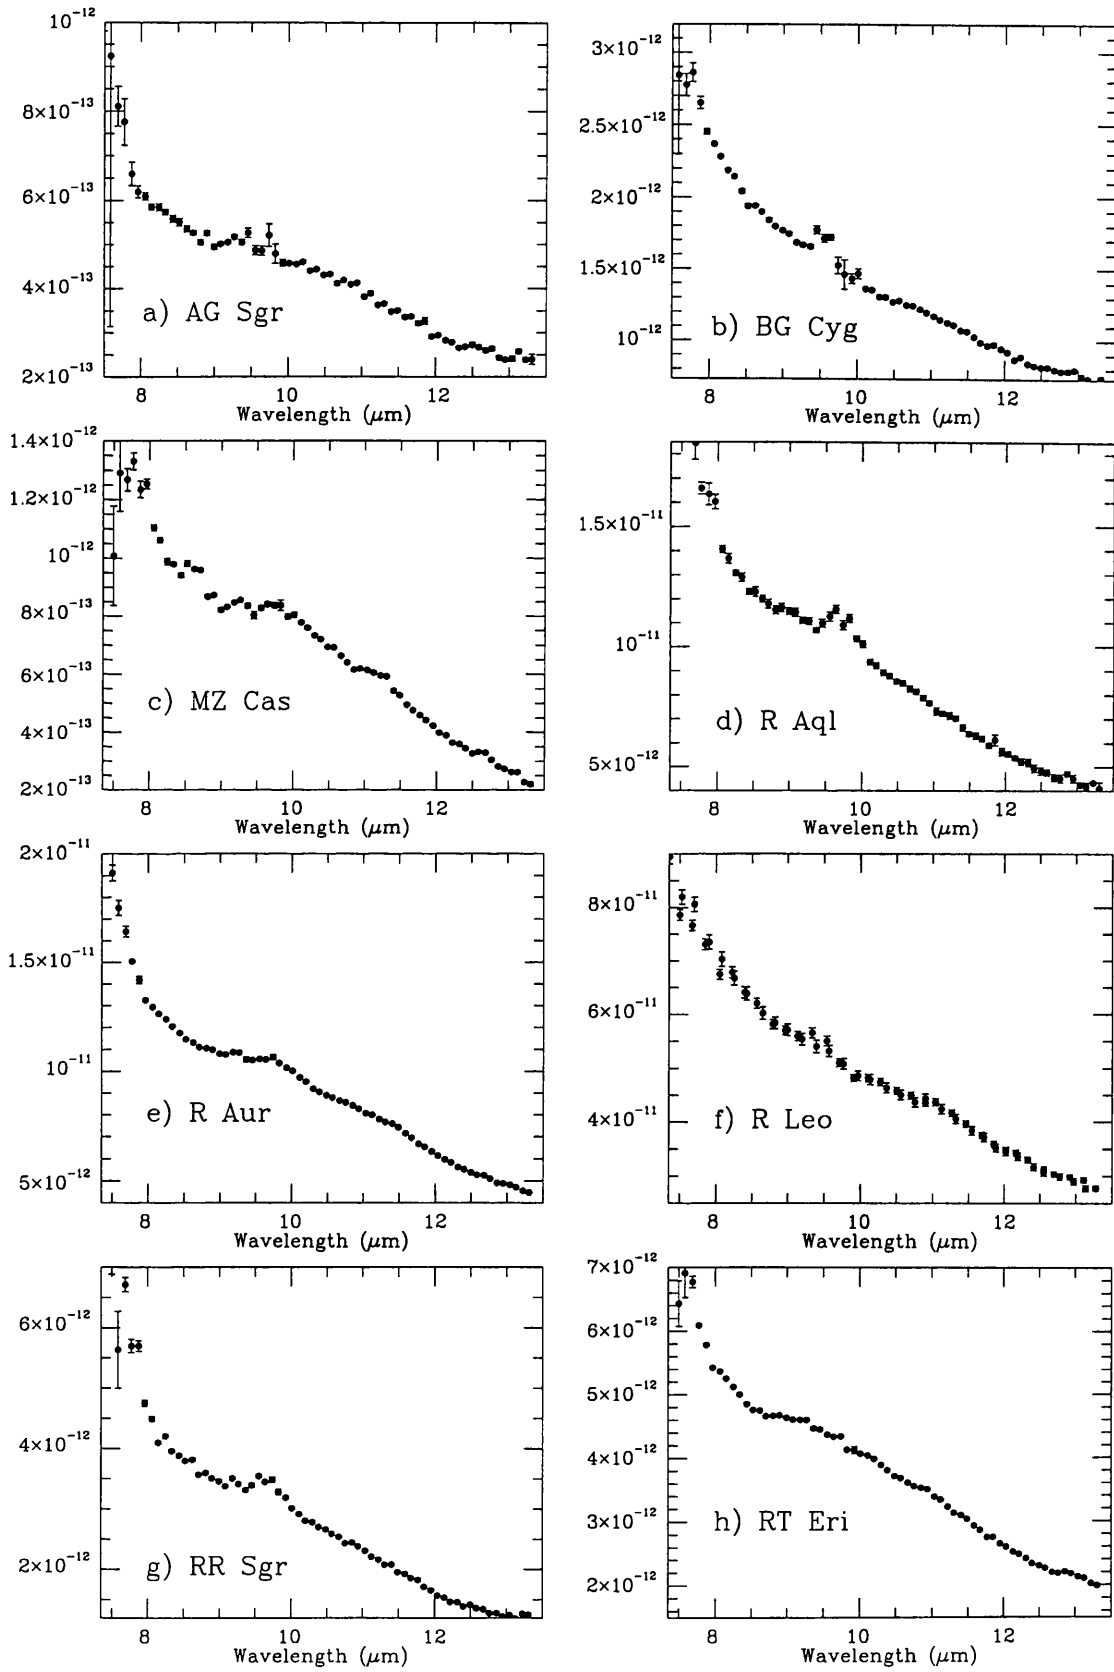 10⁻¹²
8×10⁻¹³
6×10⁻¹³
4×10⁻¹³
2×10⁻¹³
a) AG Sgr
8 10 12
Wavelength (μm)
3×10⁻¹²
2.5×10⁻¹²
2×10⁻¹²
1.5×10⁻¹²
10⁻¹²
b) BG Cyg
8 10 12
Wavelength (μm)
1.4×10⁻¹²
1.2×10⁻¹²
10⁻¹²
8×10⁻¹³
6×10⁻¹³
4×10⁻¹³
2×10⁻¹³
c) MZ Cas
8 10 12
Wavelength (μm)
1.5×10⁻¹¹
10⁻¹¹
5×10⁻¹²
d) R Aql
8 10 12
Wavelength (μm)
2×10⁻¹¹
1.5×10⁻¹¹
10⁻¹¹
5×10⁻¹²
e) R Aur
8 10 12
Wavelength (μm)
8×10⁻¹¹
6×10⁻¹¹
4×10⁻¹¹
f) R Leo
8 10 12
Wavelength (μm)
6×10⁻¹²
4×10⁻¹²
2×10⁻¹²
g) RR Sgr
8 10 12
Wavelength (μm)
7×10⁻¹²
6×10⁻¹²
5×10⁻¹²
4×10⁻¹²
3×10⁻¹²
2×10⁻¹²
h) RT Eri
8 10 12
Wavelength (μm)